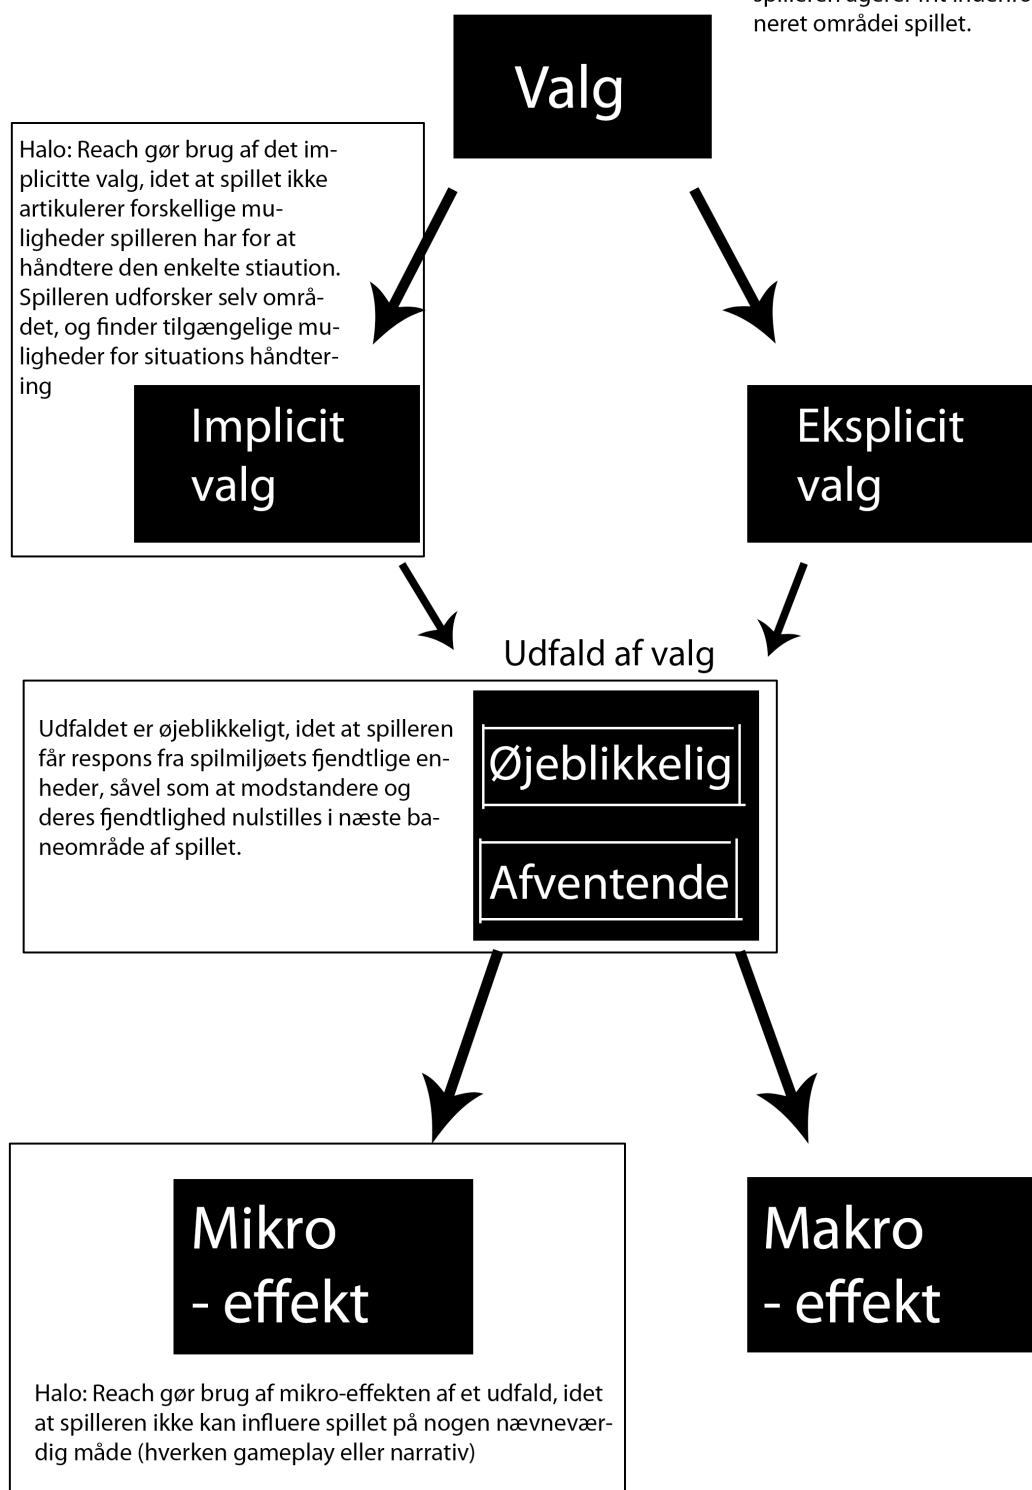 neret områdei spillet.
Valg
Halo: Reach gør brug af det im-
plicitte valg, idet at spillet ikke
artikulerer forskellige mu-
ligheder spilleren har for at
håndtere den enkelte stiaution.
Spilleren udforsker selv områ-
det, og finder tilgængelige mu-
ligheder for situations håndter-
ing
Implicit
valg
Eksplicit
valg
Udfald af valg
Udfaldet er øjeblikkeligt, idet at spilleren
får respons fra spilmiljøets fjendtlige en-
heder, såvel som at modstandere og
deres fjendtlighed nulstilles i næste ba-
neområde af spillet.
Øjeblikkelig
Afventende
Mikro
- effekt
Makro
- effekt
Halo: Reach gør brug af mikro-effekten af et udfald, idet
at spilleren ikke kan influere spillet på nogen nævnevær-
dig måde (hverken gameplay eller narrativ)